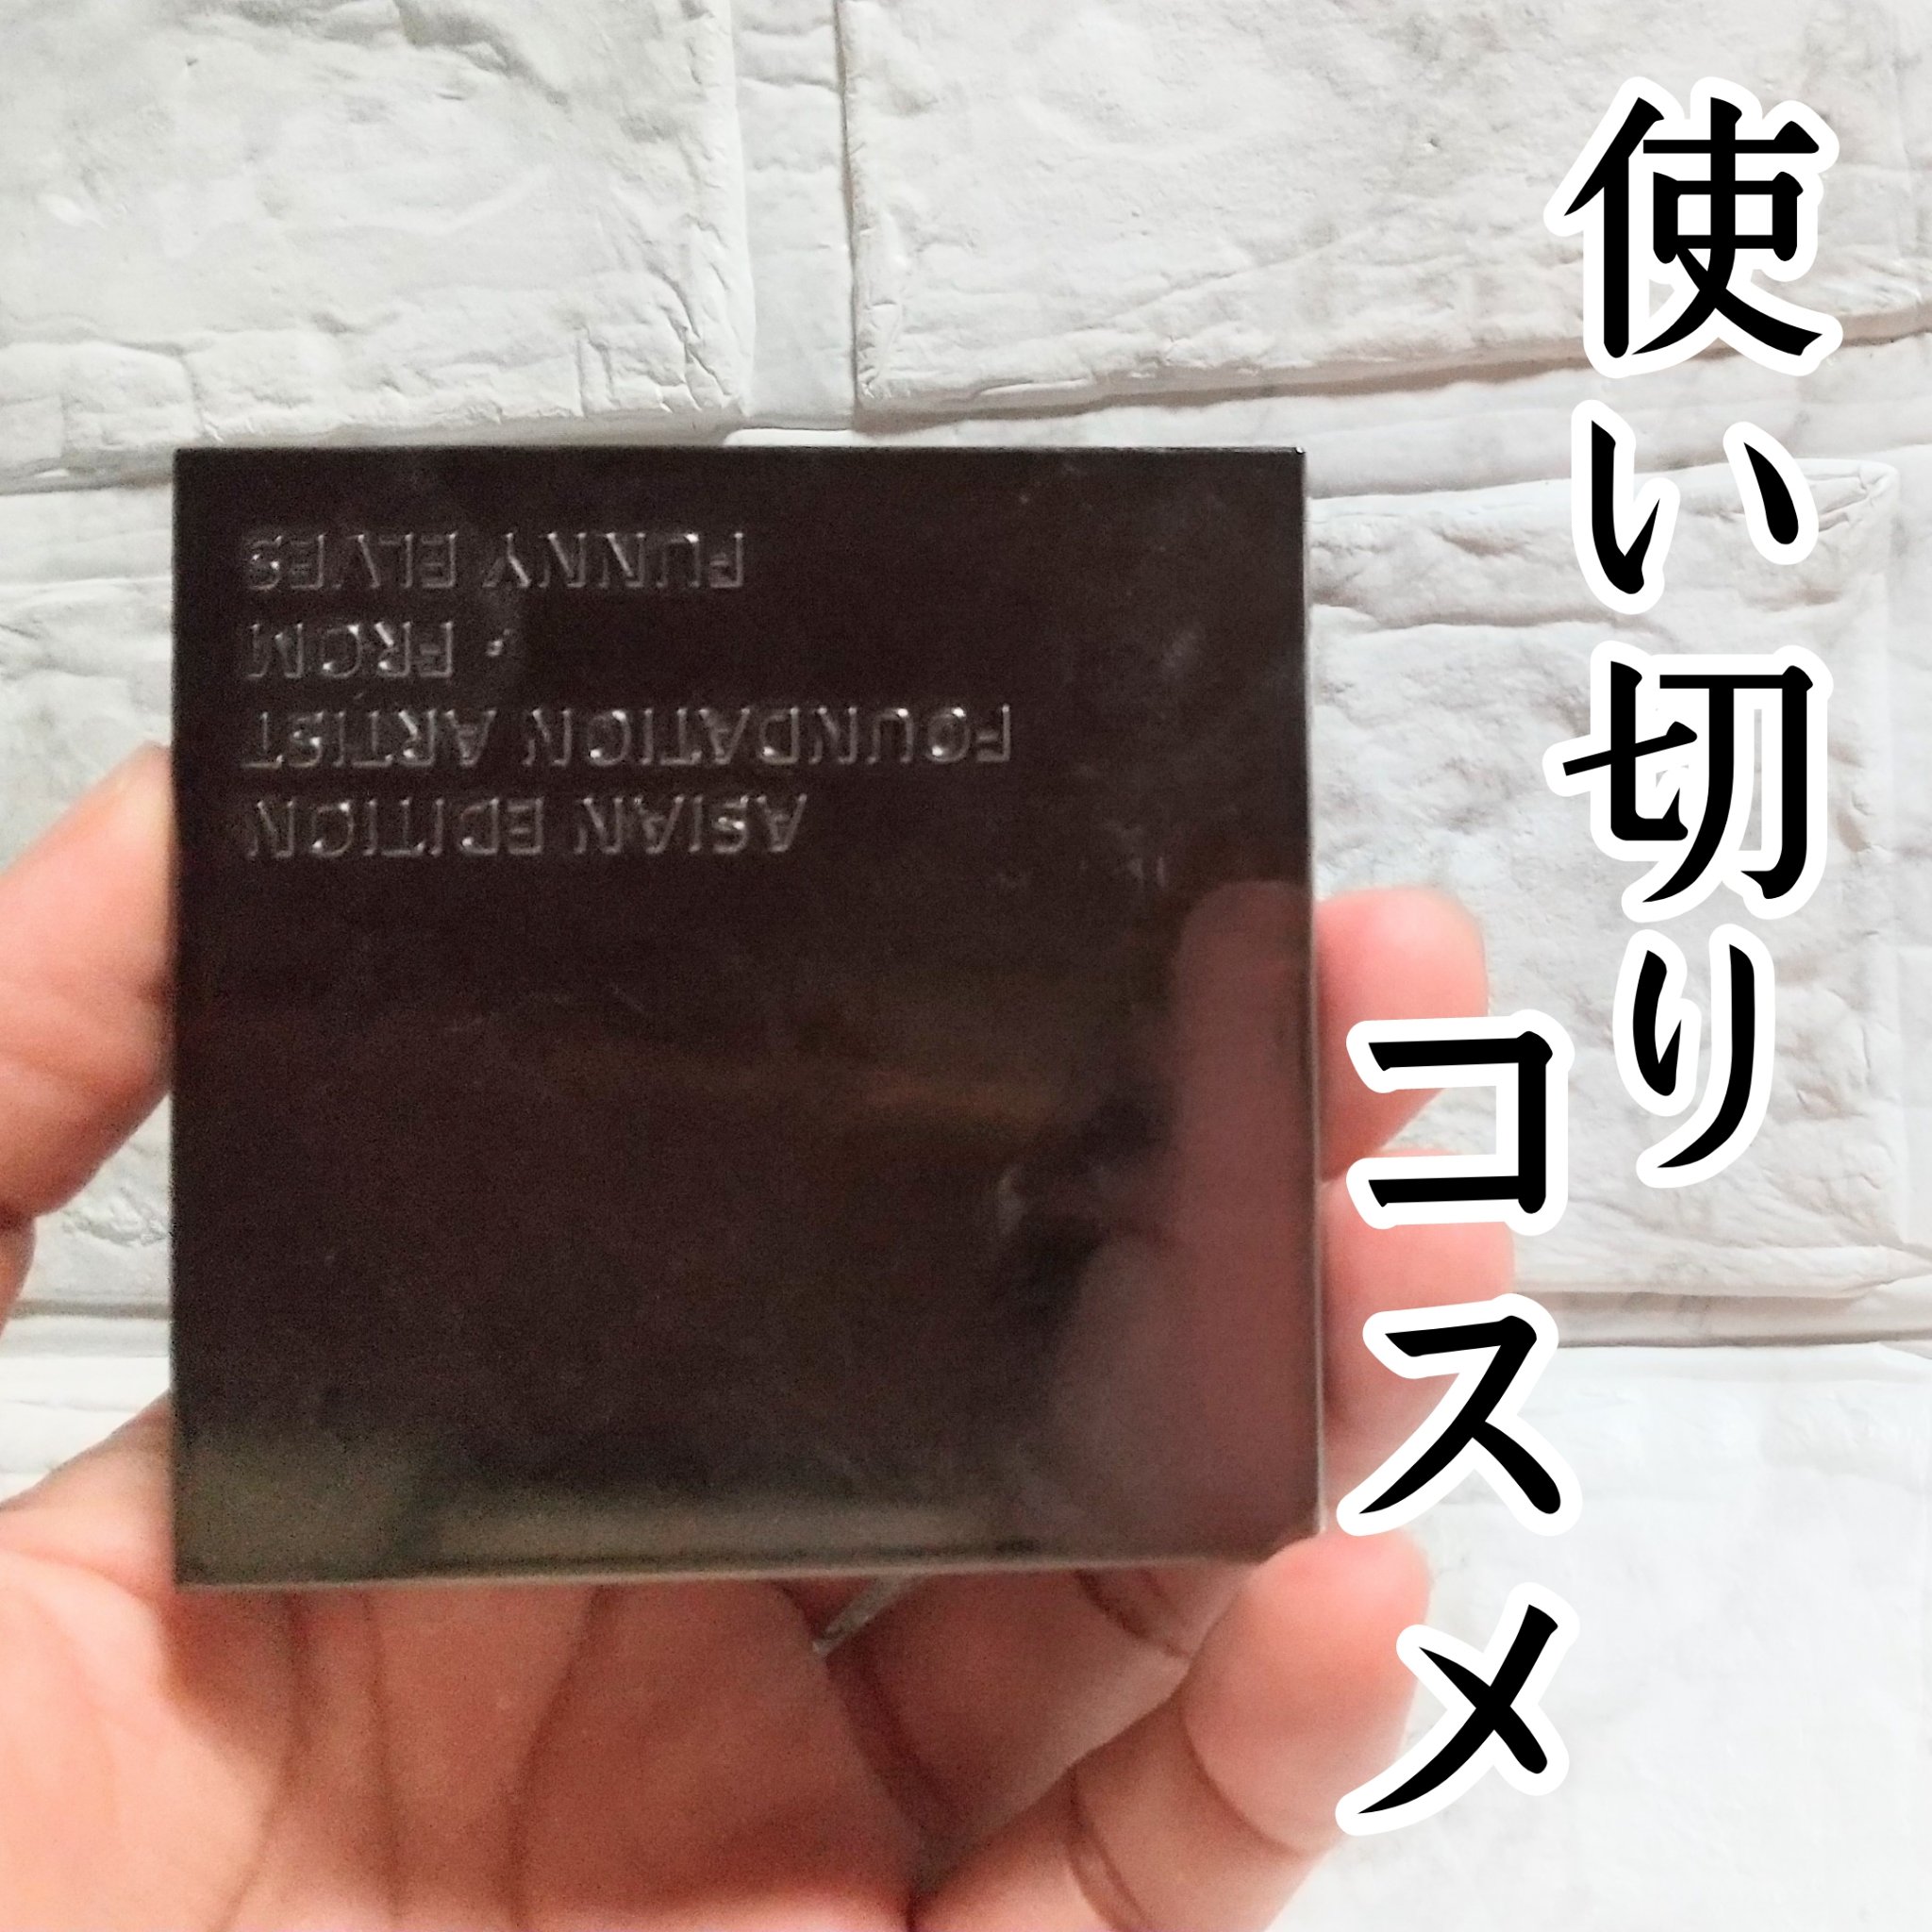 使い切り
コスメ
ASIAN EDITION
FOUNDATION ARTIST
FROM
FUNNY ELVES